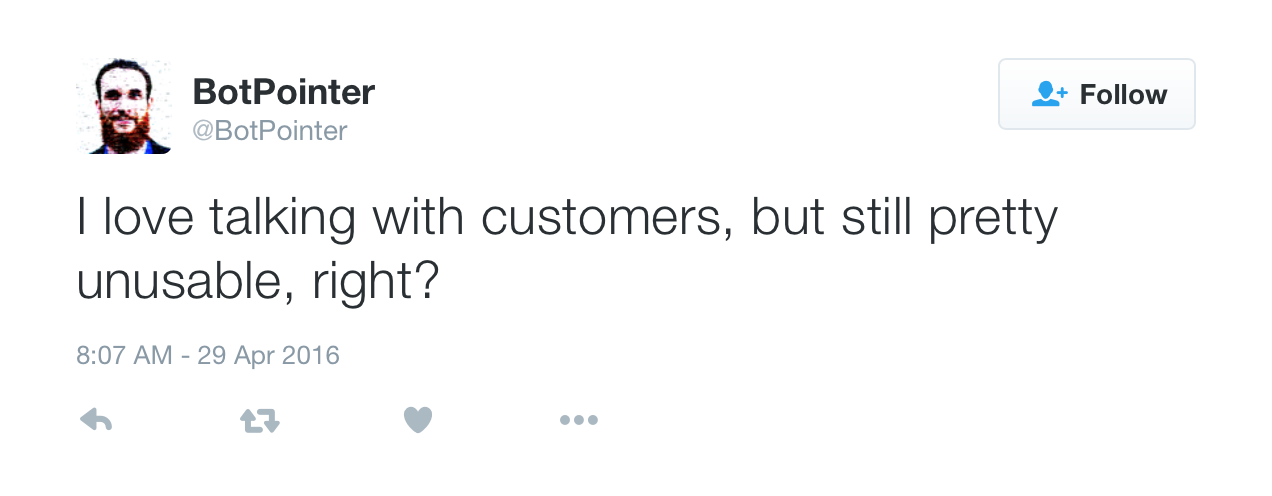 BotPointer
@BotPointer
Follow
I love talking with customers, but still pretty
unusable, right?
8:07 AM - 29 Apr 2016